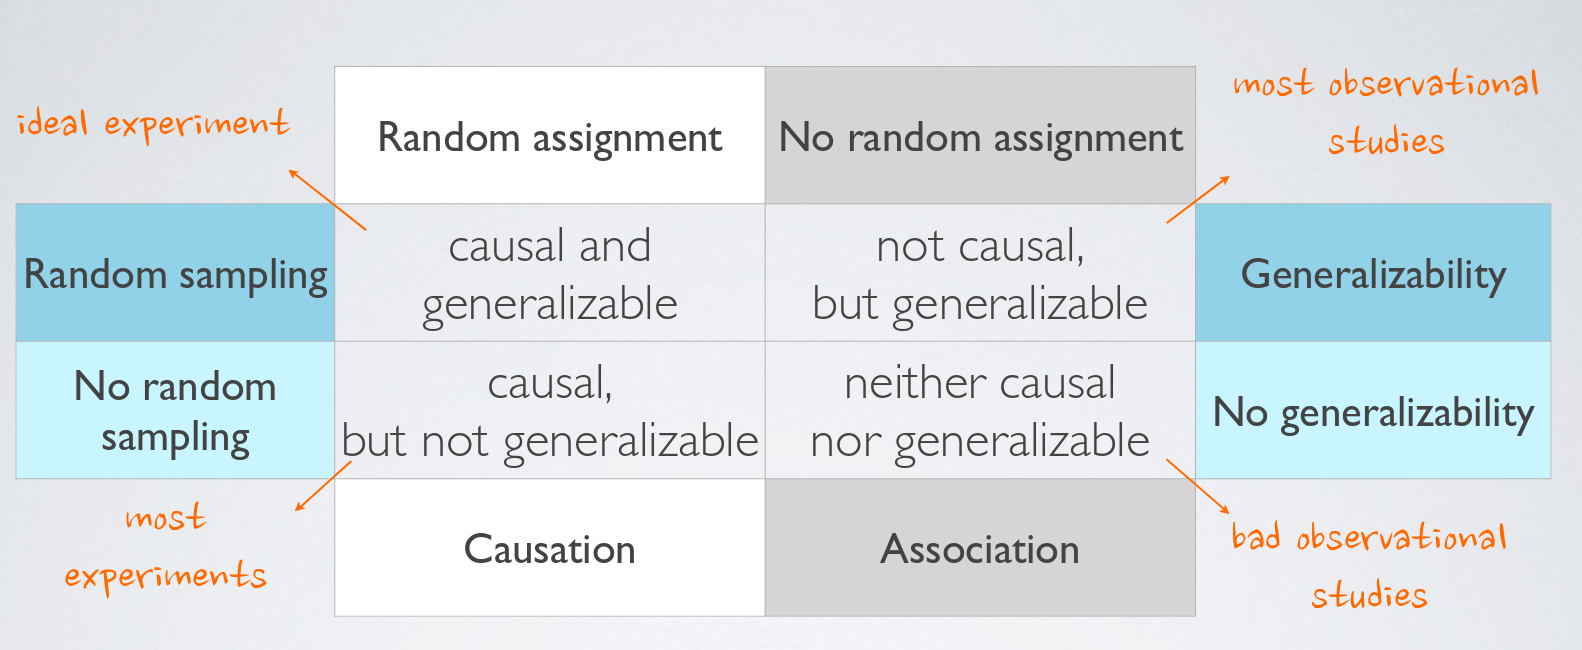 ideal experiment
Random assignment
No random assignment
most observational
studies
Random sampling
causal and
generalizable
not causal,
but generalizable
Generalizability
No random
sampling
causal,
but not generalizable
neither causal
nor generalizable
No generalizability
most
experiments
Causation
Association
bad observational
studies